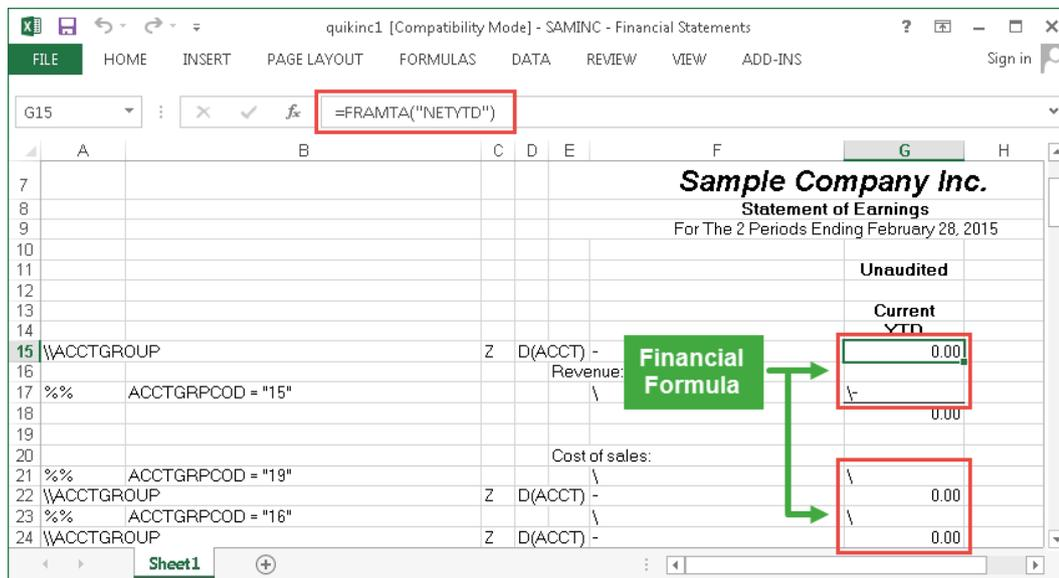 quikinc1 [Compatibility Mode] - SAMINC - Financial Statements ?
FILE HOME INSERT PAGE LAYOUT FORMULAS DATA REVIEW VIEW ADD-INS Sign in
G15 fx =FRAMTA("NETYTD")
A B C D E F G H
7 Sample Company Inc.
8 Statement of Earnings
9 For The 2 Periods Ending February 28, 2015
10
11 Unaudited
12
13 Current
14 YTD
15 \\ACCTGROUP Z D(ACCT) - 0.00
16 Revenue:
17 %% ACCTGRPCOD = "15" \ \-
18 0.00
19
20 Cost of sales:
21 %% ACCTGRPCOD = "19" \ \
22 \\ACCTGROUP Z D(ACCT) - 0.00
23 %% ACCTGRPCOD = "16" \ \
24 \\ACCTGROUP Z D(ACCT) - 0.00
Financial
Formula
Sheet1